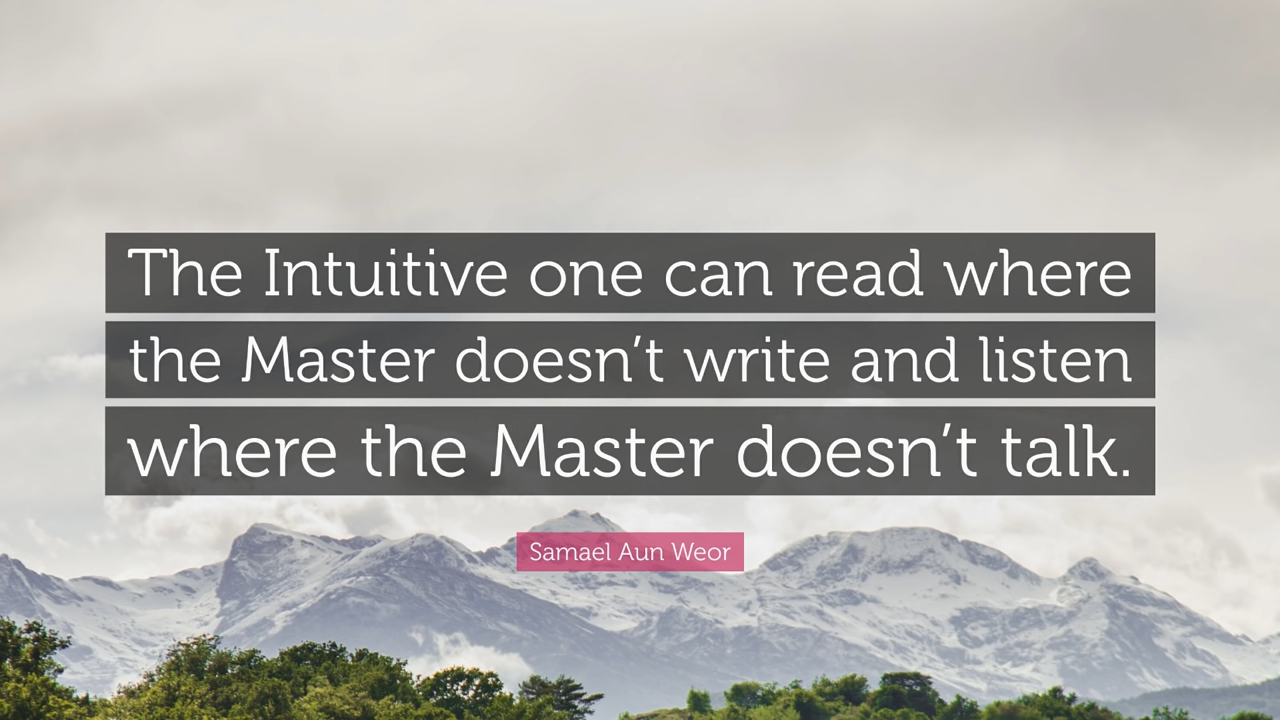 The Intuitive one can read where
the Master doesn’t write and listen
where the Master doesn’t talk.
Samael Aun Weor